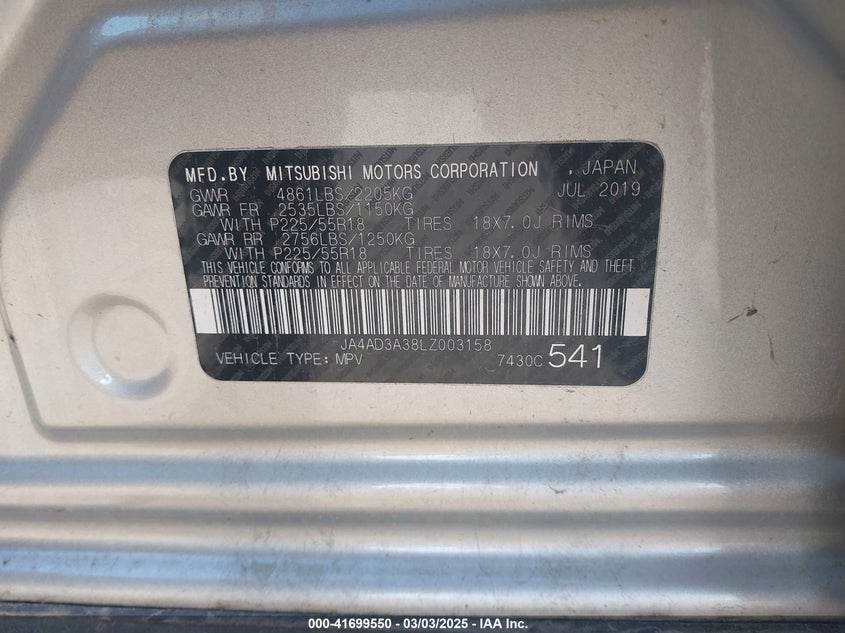 MFD.BY MITSUBISHI MOTORS CORPORATION , JAPAN
GVWR 4861LBS/2205KG JUL 2019
GAWR FR 2535LBS/1150KG
WITH P225/55R18 TIRES 18X7.0J RIMS
GAWR RR 2756LBS/1250KG
WITH P225/55R18 TIRES 18X7.0J RIMS
THIS VEHICLE CONFORMS TO ALL APPLICABLE FEDERAL MOTOR VEHICLE SAFETY AND THEFT
PREVENTION STANDARDS IN EFFECT ON THE DATE OF MANUFACTURE SHOWN ABOVE.
JA4AD3A38LZ003158
VEHICLE TYPE: MPV 7430C 541
000-41699550 - 03/03/2025 - IAA Inc.